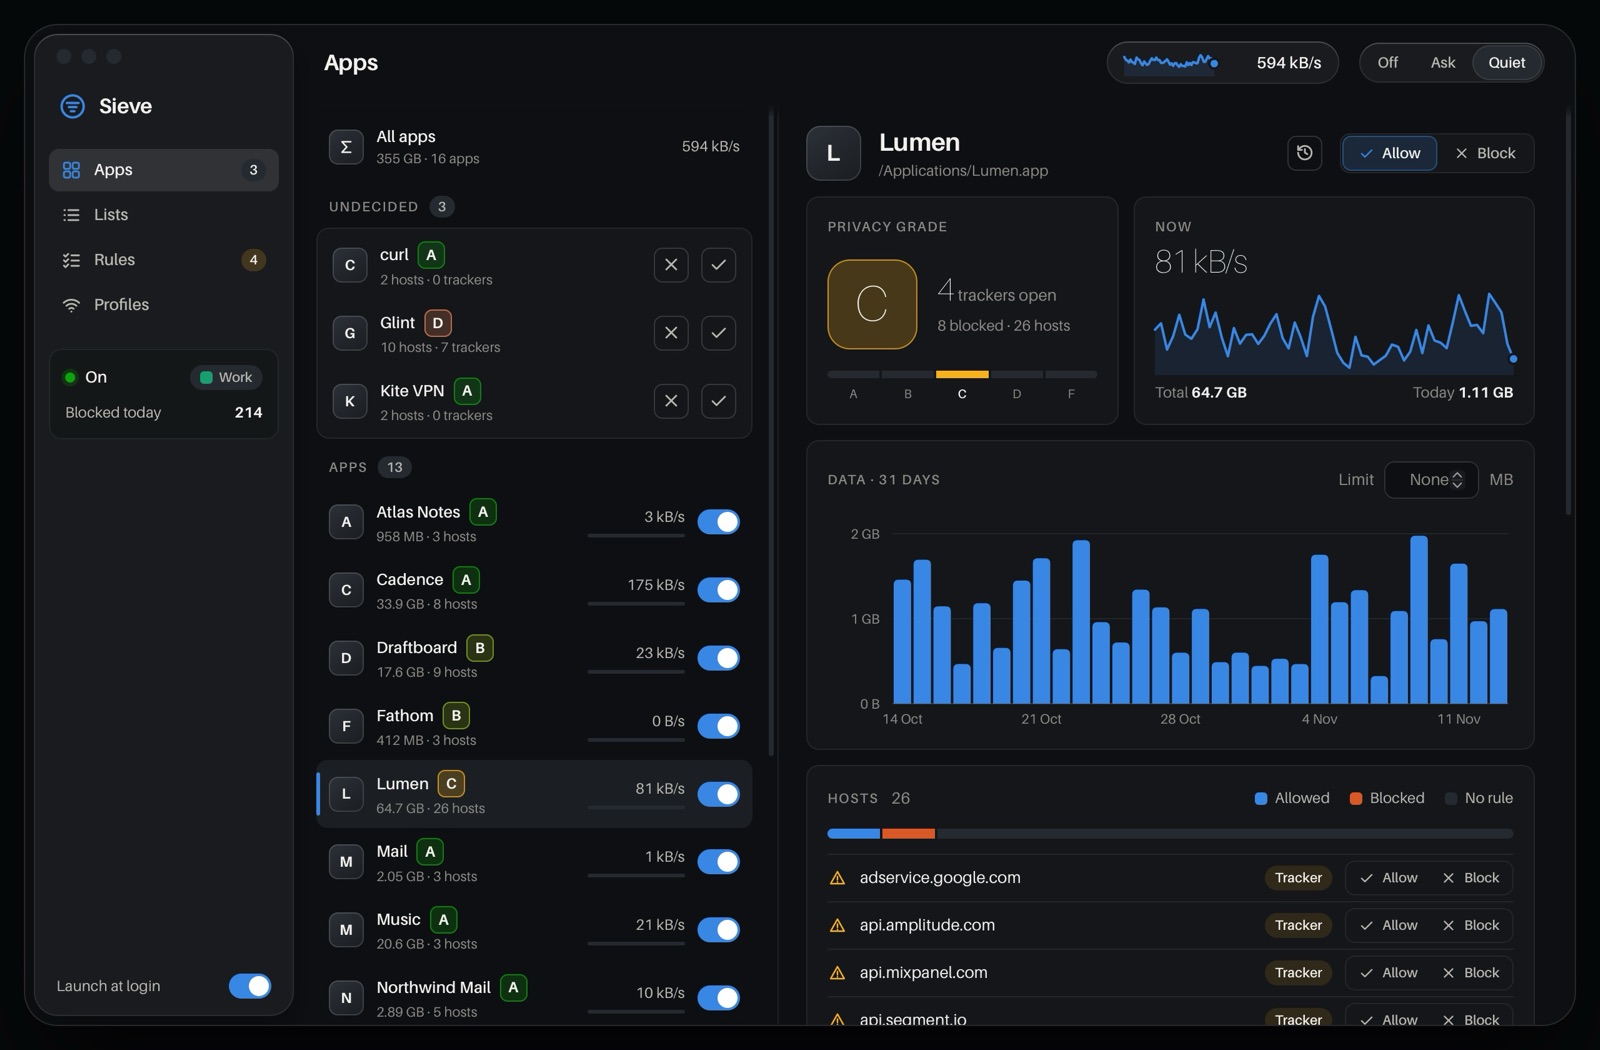 Sieve
Apps 3
Lists
Rules 4
Profiles
On Work
Blocked today 214
Launch at login
Apps
594 kB/s
Off Ask Quiet
Σ All apps 594 kB/s
355 GB · 16 apps
UNDECIDED 3
C curl A
2 hosts · 0 trackers
G Glint D
10 hosts · 7 trackers
K Kite VPN A
2 hosts · 0 trackers
APPS 13
A Atlas Notes A 3 kB/s
958 MB · 3 hosts
C Cadence A 175 kB/s
33.9 GB · 8 hosts
D Draftboard B 23 kB/s
17.6 GB · 9 hosts
F Fathom B 0 B/s
412 MB · 3 hosts
L Lumen C 81 kB/s
64.7 GB · 26 hosts
M Mail A 1 kB/s
2.05 GB · 3 hosts
M Music A 21 kB/s
20.6 GB · 3 hosts
N Northwind Mail A 10 kB/s
2.89 GB · 5 hosts
L Lumen
/Applications/Lumen.app
Allow Block
PRIVACY GRADE
C
4 trackers open
8 blocked · 26 hosts
A B C D F
NOW
81 kB/s
Total 64.7 GB Today 1.11 GB
DATA · 31 DAYS
Limit None MB
2 GB
1 GB
0 B
14 Oct 21 Oct 28 Oct 4 Nov 11 Nov
HOSTS 26
Allowed Blocked No rule
adservice.google.com Tracker Allow Block
api.amplitude.com Tracker Allow Block
api.mixpanel.com Tracker Allow Block
api.segment.io Tracker Allow Block